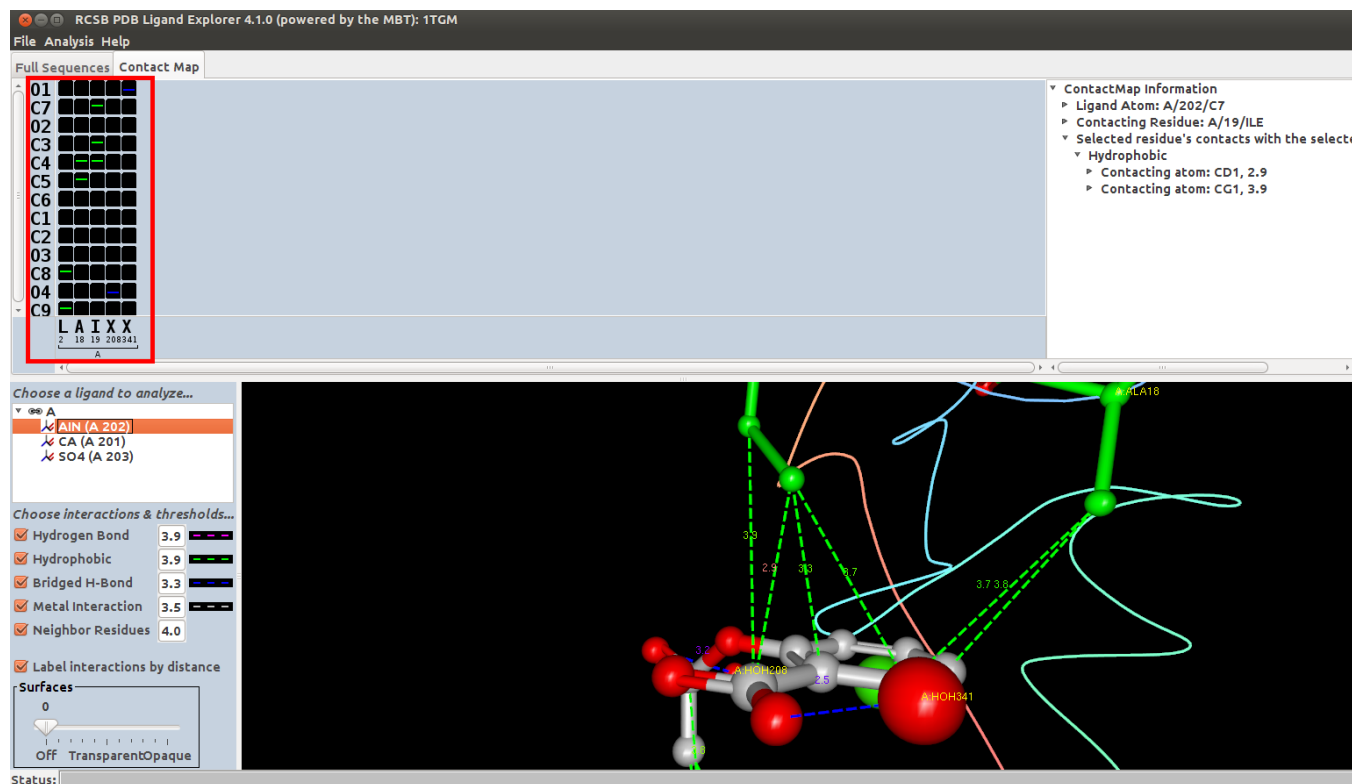 RCSB PDB Ligand Explorer 4.1.0 (powered by the MBT): 1TGM
File Analysis Help
Full Sequences Contact Map
O1
C7
O2
C3
C4
C5
C6
C1
C2
O3
C8
O4
C9
L A I X X
2 18 19 208 341
A
ContactMap Information
Ligand Atom: A/202/C7
Contacting Residue: A/19/ILE
Selected residue's contacts with the selecte
Hydrophobic
Contacting atom: CD1, 2.9
Contacting atom: CG1, 3.9
Choose a ligand to analyze...
A
AIN (A 202)
CA (A 201)
SO4 (A 203)
Choose interactions & thresholds...
Hydrogen Bond 3.9
Hydrophobic 3.9
Bridged H-Bond 3.3
Metal Interaction 3.5
Neighbor Residues 4.0
Label interactions by distance
Surfaces
0
Off Transparent Opaque
A:ALA18
3.9
2.9 3.3 3.7
3.7 3.8
3.2
A:HOH208
2.5
A:HOH341
Status: